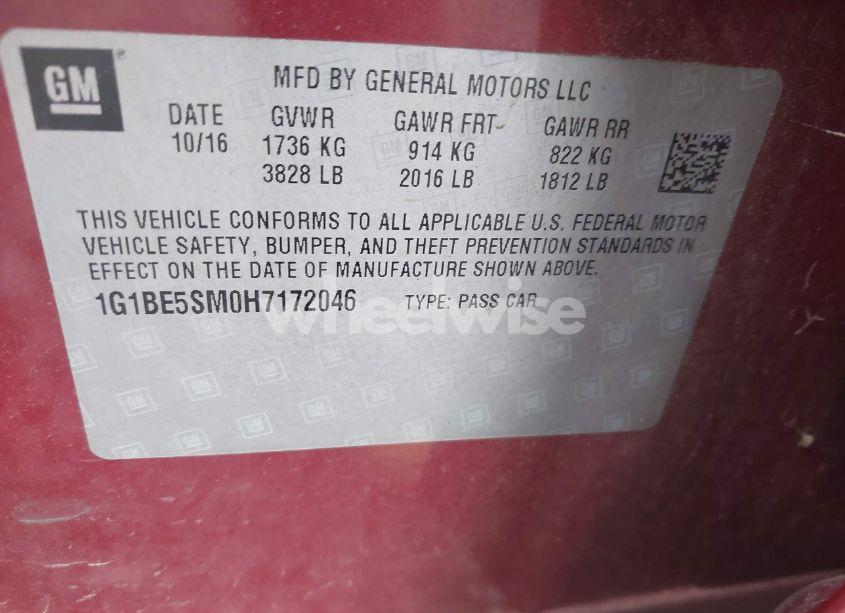 GM
MFD BY GENERAL MOTORS LLC
DATE GVWR GAWR FRT GAWR RR
10/16 1736 KG 914 KG 822 KG
3828 LB 2016 LB 1812 LB
THIS VEHICLE CONFORMS TO ALL APPLICABLE U.S. FEDERAL MOTOR
VEHICLE SAFETY, BUMPER, AND THEFT PREVENTION STANDARDS IN
EFFECT ON THE DATE OF MANUFACTURE SHOWN ABOVE.
1G1BE5SM0H7172046 TYPE: PASS CAR
wheelwise